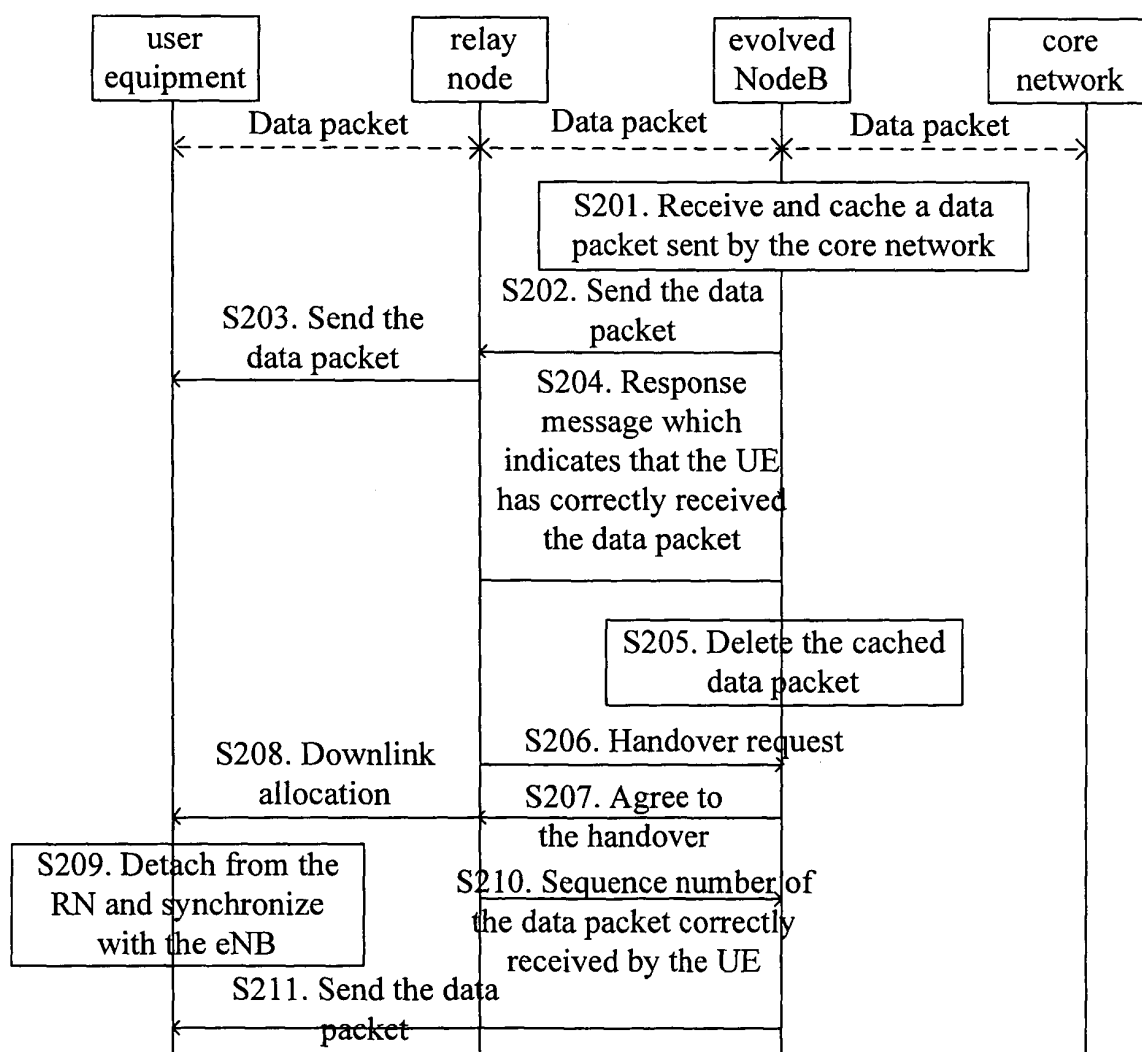 user
equipment
relay
node
evolved
NodeB
core
network
Data packet
Data packet
Data packet
S201. Receive and cache a data
packet sent by the core network
S202. Send the data
packet
S203. Send the
data packet
S204. Response
message which
indicates that the UE
has correctly received
the data packet
S205. Delete the cached
data packet
S206. Handover request
S208. Downlink
allocation
S207. Agree to
the handover
S209. Detach from the
RN and synchronize
with the eNB
S210. Sequence number of
the data packet correctly
received by the UE
S211. Send the data
packet